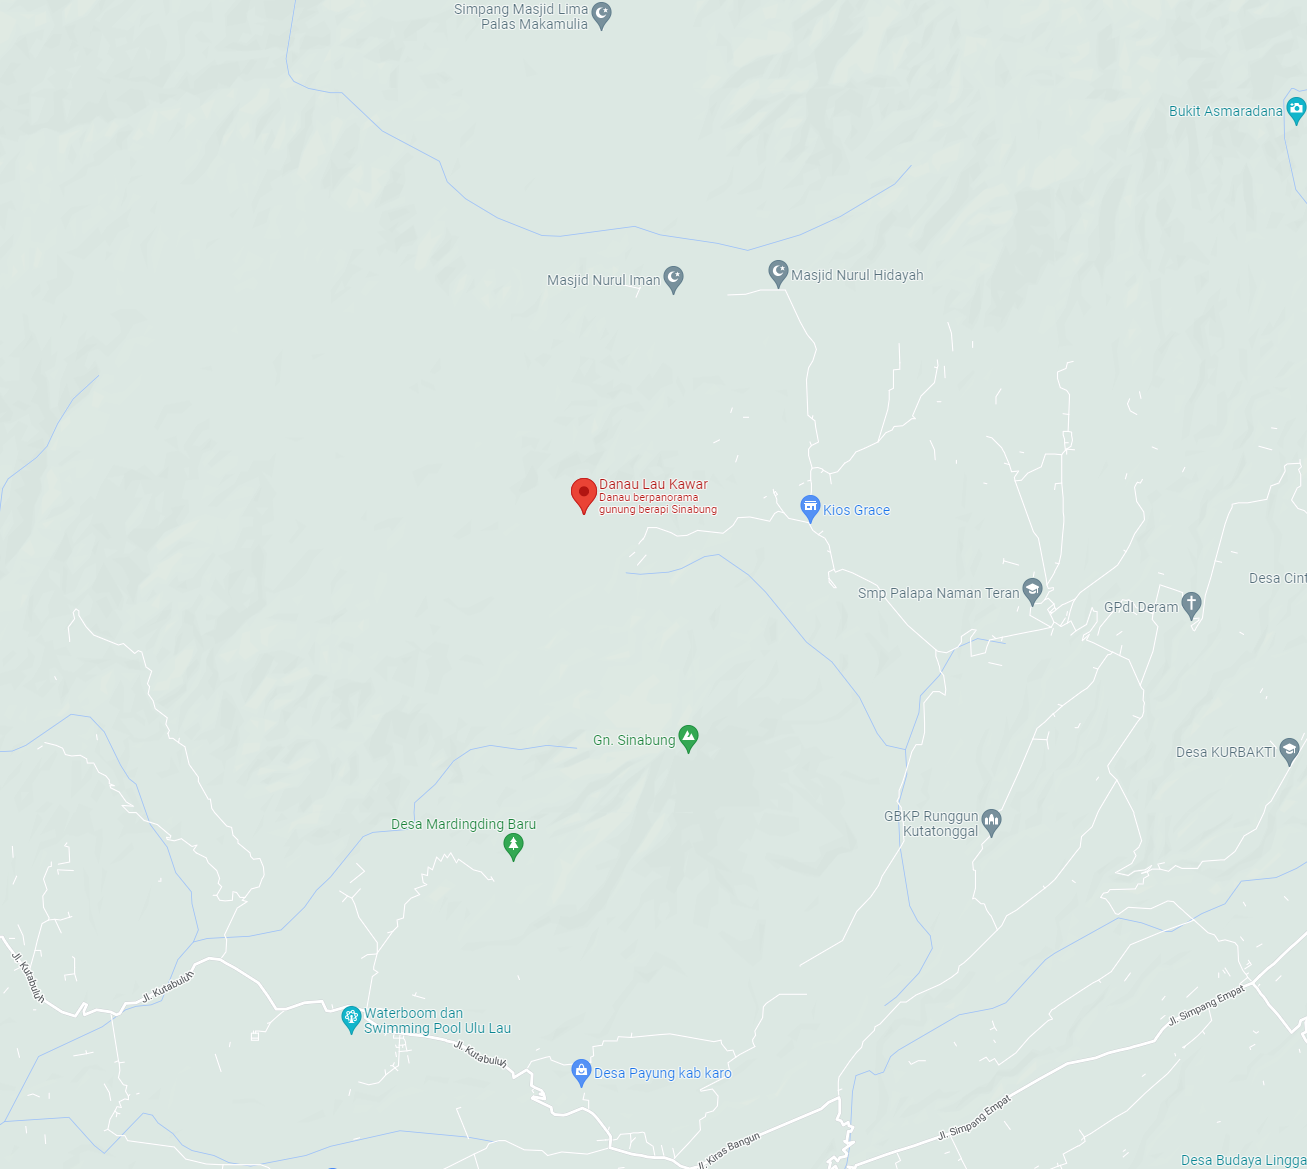 Simpang Masjid Lima
Palas Makamulia
Bukit Asmaradana
Masjid Nurul Iman
Masjid Nurul Hidayah
Danau Lau Kawar
Danau berpanorama
gunung berapi Sinabung
Kios Grace
Desa Cint
Smp Palapa Naman Teran
GPdI Deram
Gn. Sinabung
Desa KURBAKTI
Desa Mardingding Baru
GBKP Runggun
Kutatonggal
Jl. Kutabuluh
Jl. Kutabuluh
Jl. Simpang Empat
Waterboom dan
Swimming Pool Ulu Lau
Jl. Kutabuluh
Desa Payung kab karo
Jl. Simpang Empat
Jl. Kiras Bangun
Desa Budaya Lingga